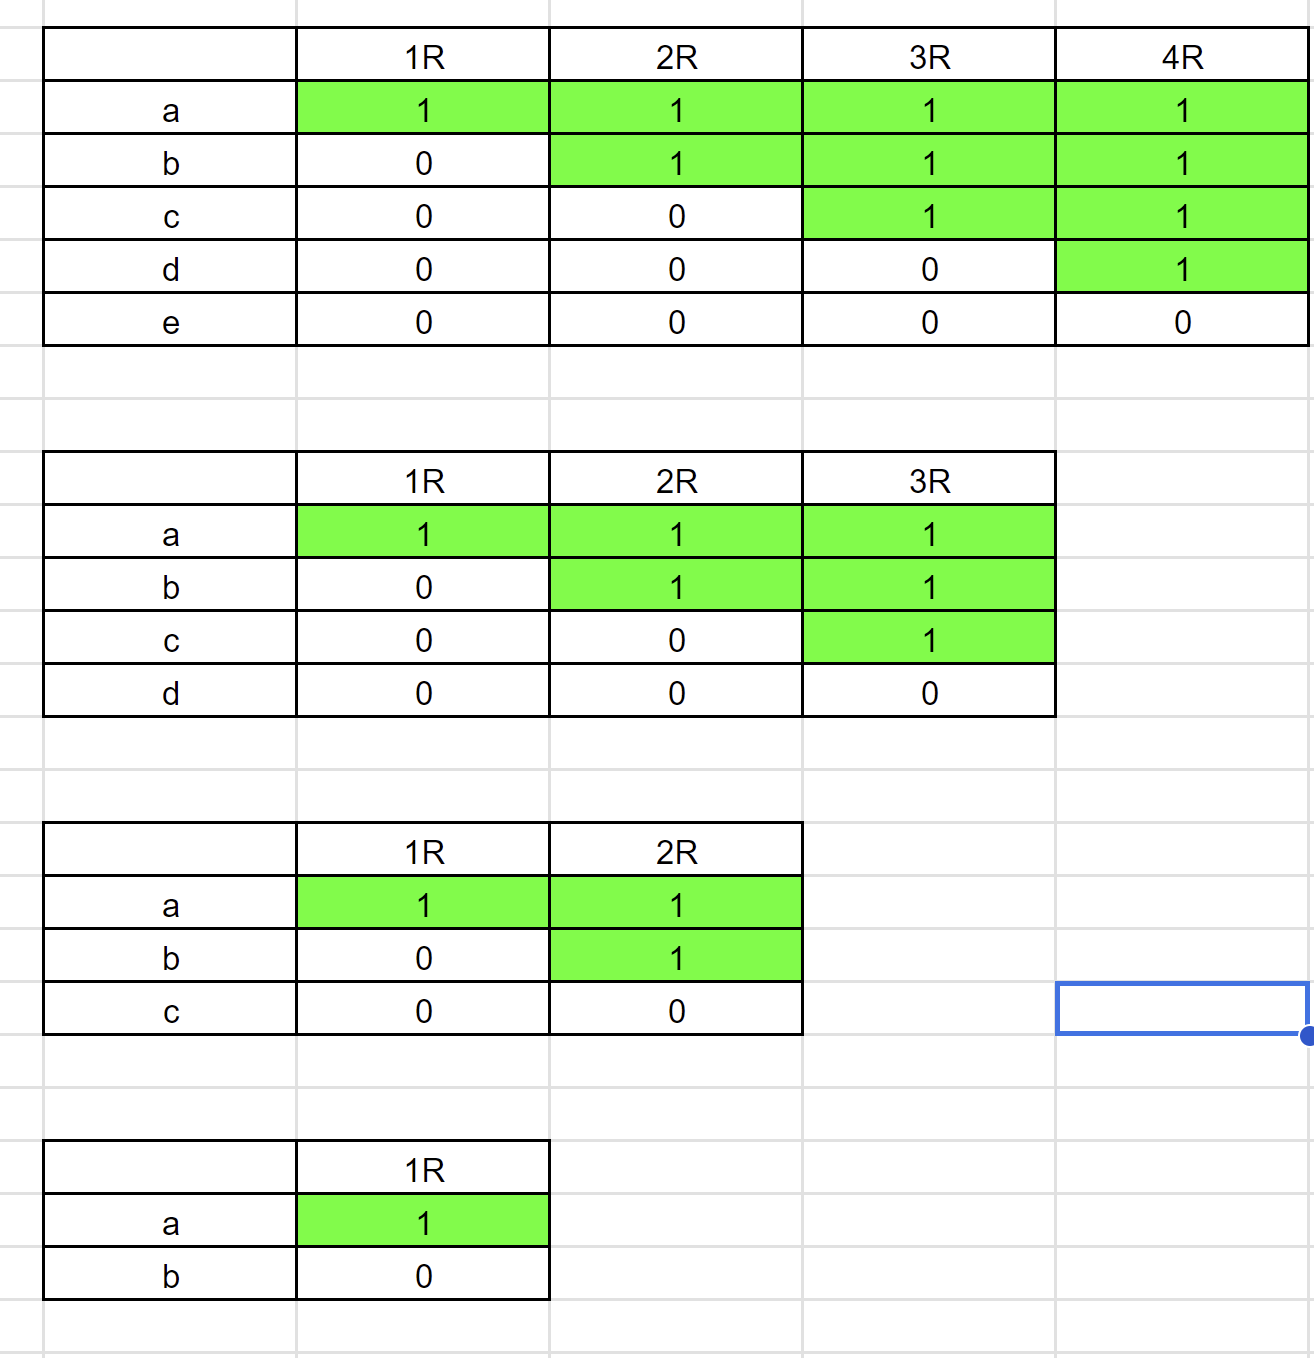 1R 2R 3R 4R
a 1 1 1 1
b 0 1 1 1
c 0 0 1 1
d 0 0 0 1
e 0 0 0 0
1R 2R 3R
a 1 1 1
b 0 1 1
c 0 0 1
d 0 0 0
1R 2R
a 1 1
b 0 1
c 0 0
1R
a 1
b 0